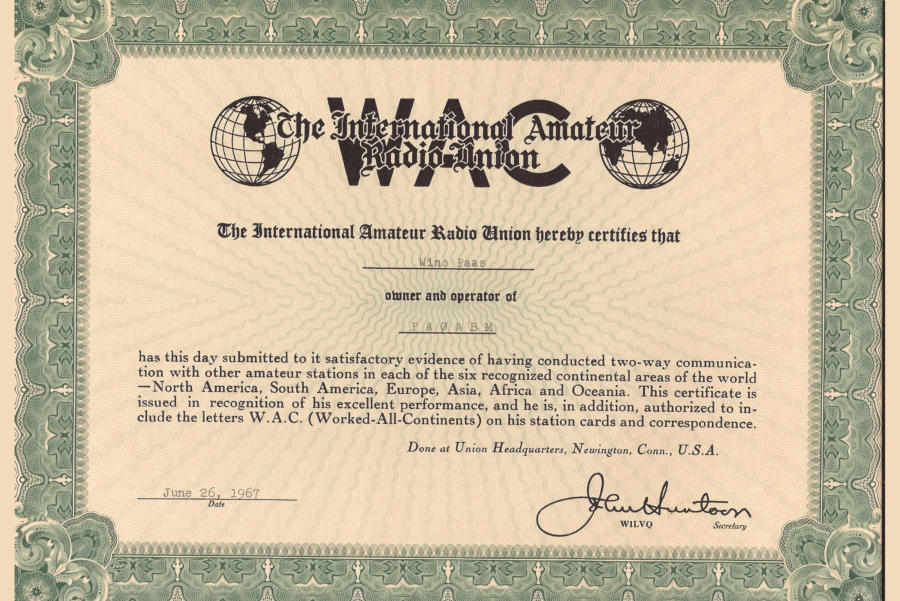 WAC
The International Amateur
Radio Union
The International Amateur Radio Union hereby certifies that
Wino Paas
owner and operator of
PAØABM
has this day submitted to it satisfactory evidence of having conducted two-way communica-
tion with other amateur stations in each of the six recognized continental areas of the world
—North America, South America, Europe, Asia, Africa and Oceania. This certificate is
issued in recognition of his excellent performance, and he is, in addition, authorized to in-
clude the letters W.A.C. (Worked-All-Continents) on his station cards and correspondence.
Done at Union Headquarters, Newington, Conn., U.S.A.
June 26, 1967
Date
John Huntoon
W1LVQ
Secretary